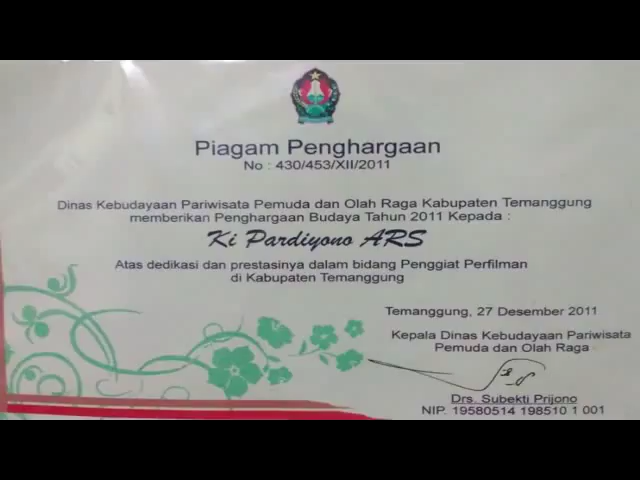 Piagam Penghargaan
No : 430/453/XII/2011
Dinas Kebudayaan Pariwisata Pemuda dan Olah Raga Kabupaten Temanggung
memberikan Penghargaan Budaya Tahun 2011 Kepada :
Ki Pardiyono ARS
Atas dedikasi dan prestasinya dalam bidang Penggiat Perfilman
di Kabupaten Temanggung
Temanggung, 27 Desember 2011
Kepala Dinas Kebudayaan Pariwisata
Pemuda dan Olah Raga
Drs. Subekti Prijono
NIP. 19580514 198510 1 001